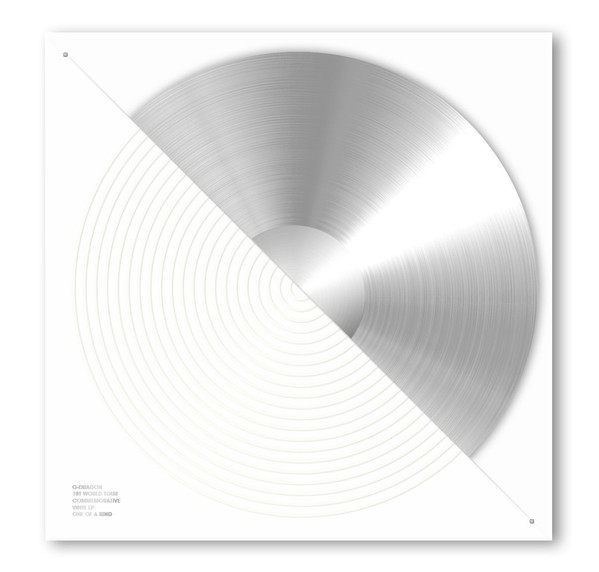 G-DRAGON
1ST WORLD TOUR
COMMEMORATIVE
VINYL LP
ONE OF A KIND